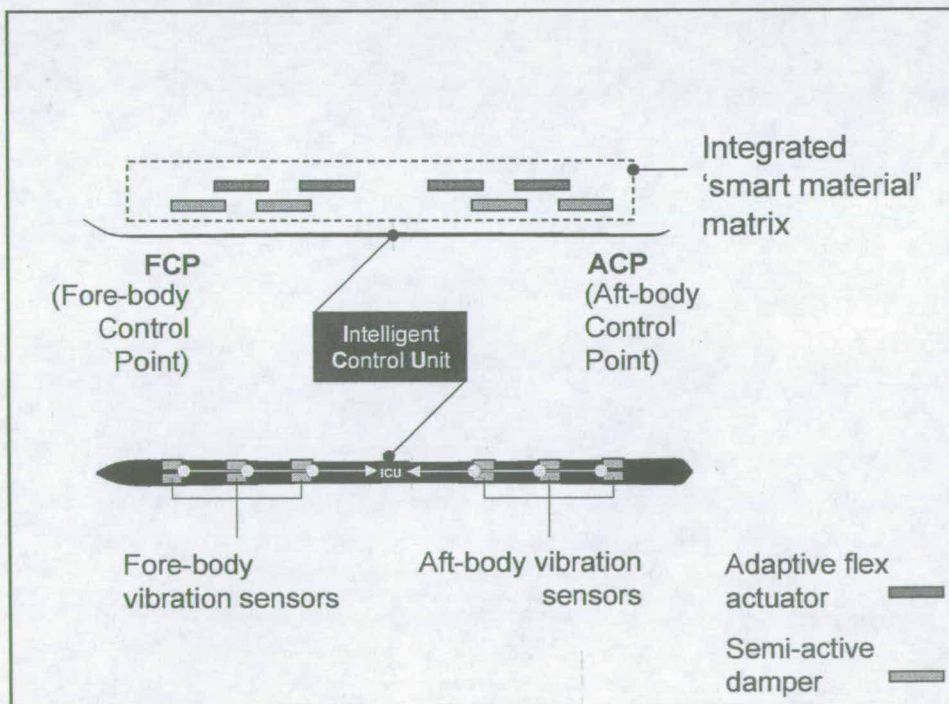 Integrated
'smart material'
matrix
FCP
(Fore-body
Control
Point)
ACP
(Aft-body
Control
Point)
Intelligent
Control Unit
ICU
Fore-body
vibration sensors
Aft-body vibration
sensors
Adaptive flex
actuator
Semi-active
damper